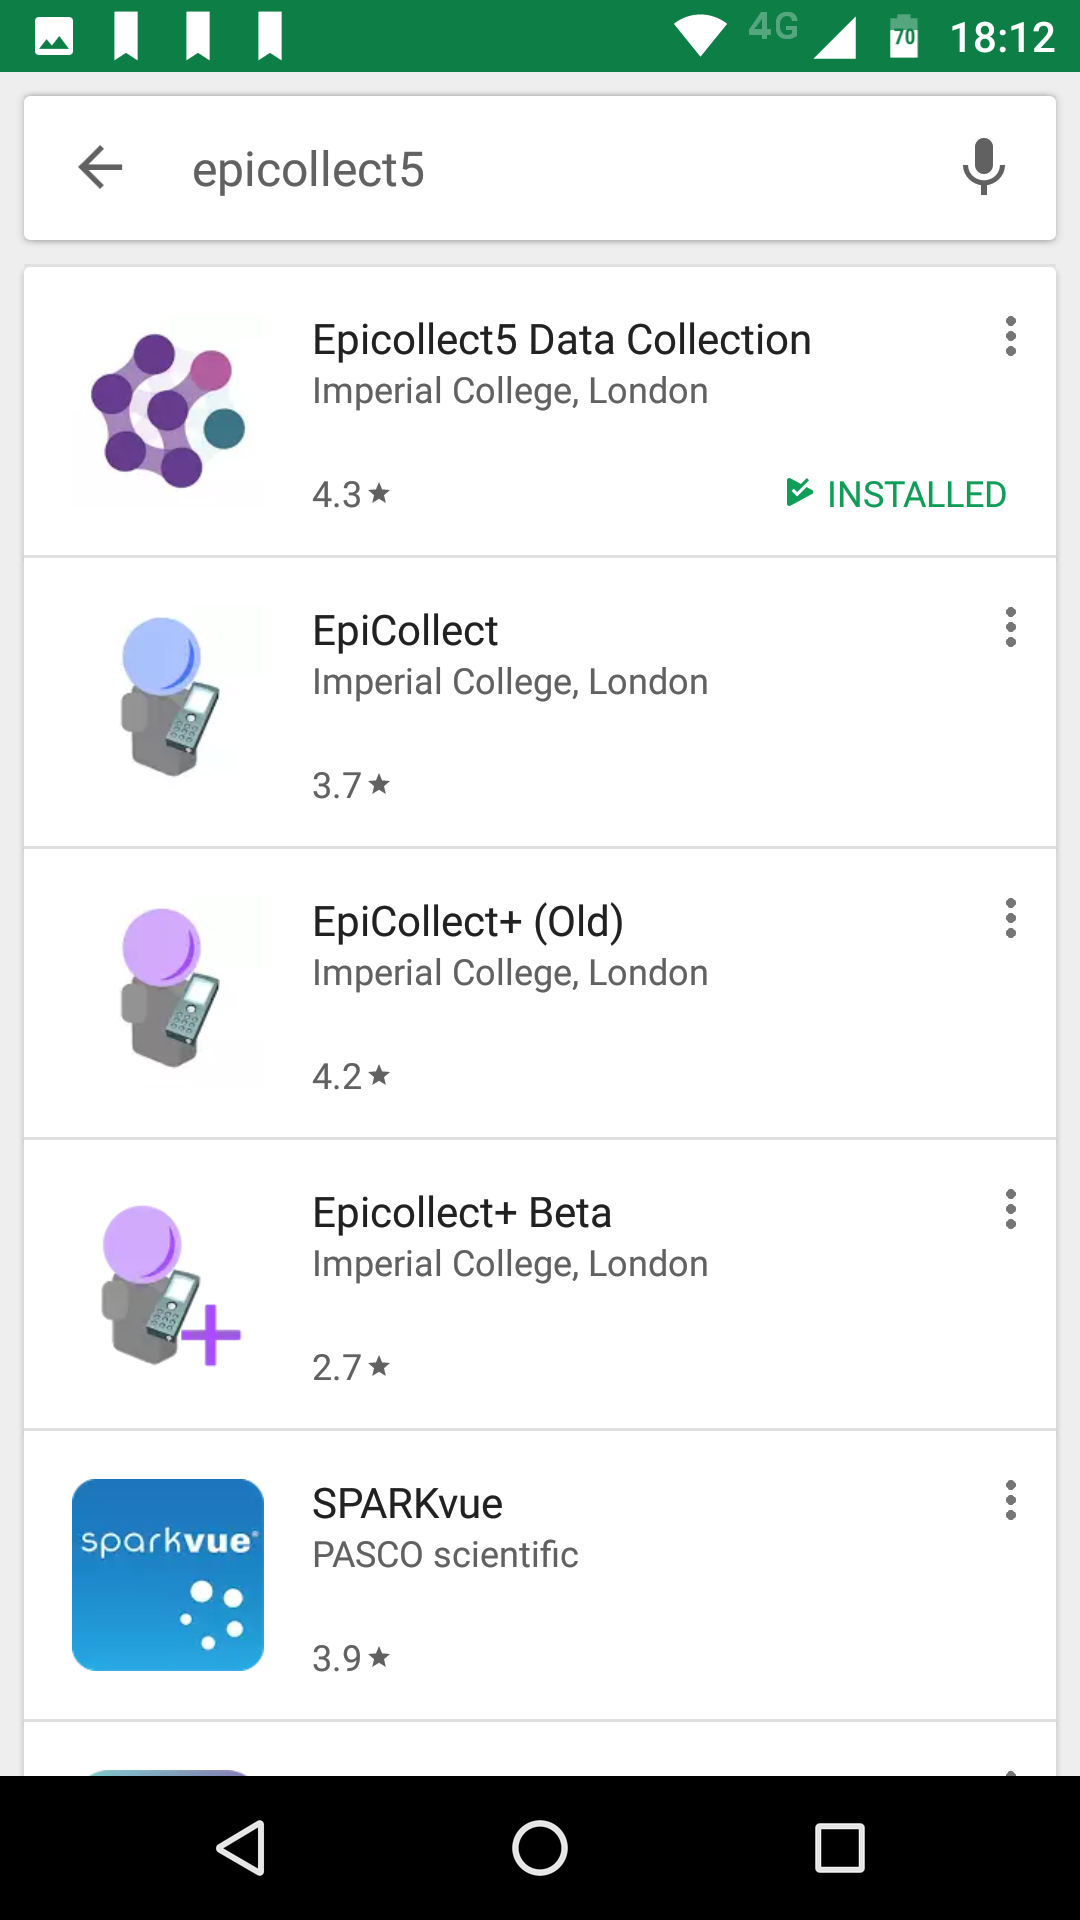 4G 70 18:12
epicollect5
Epicollect5 Data Collection
Imperial College, London
4.3★ INSTALLED
EpiCollect
Imperial College, London
3.7★
EpiCollect+ (Old)
Imperial College, London
4.2★
Epicollect+ Beta
Imperial College, London
2.7★
sparkvue®
SPARKvue
PASCO scientific
3.9★